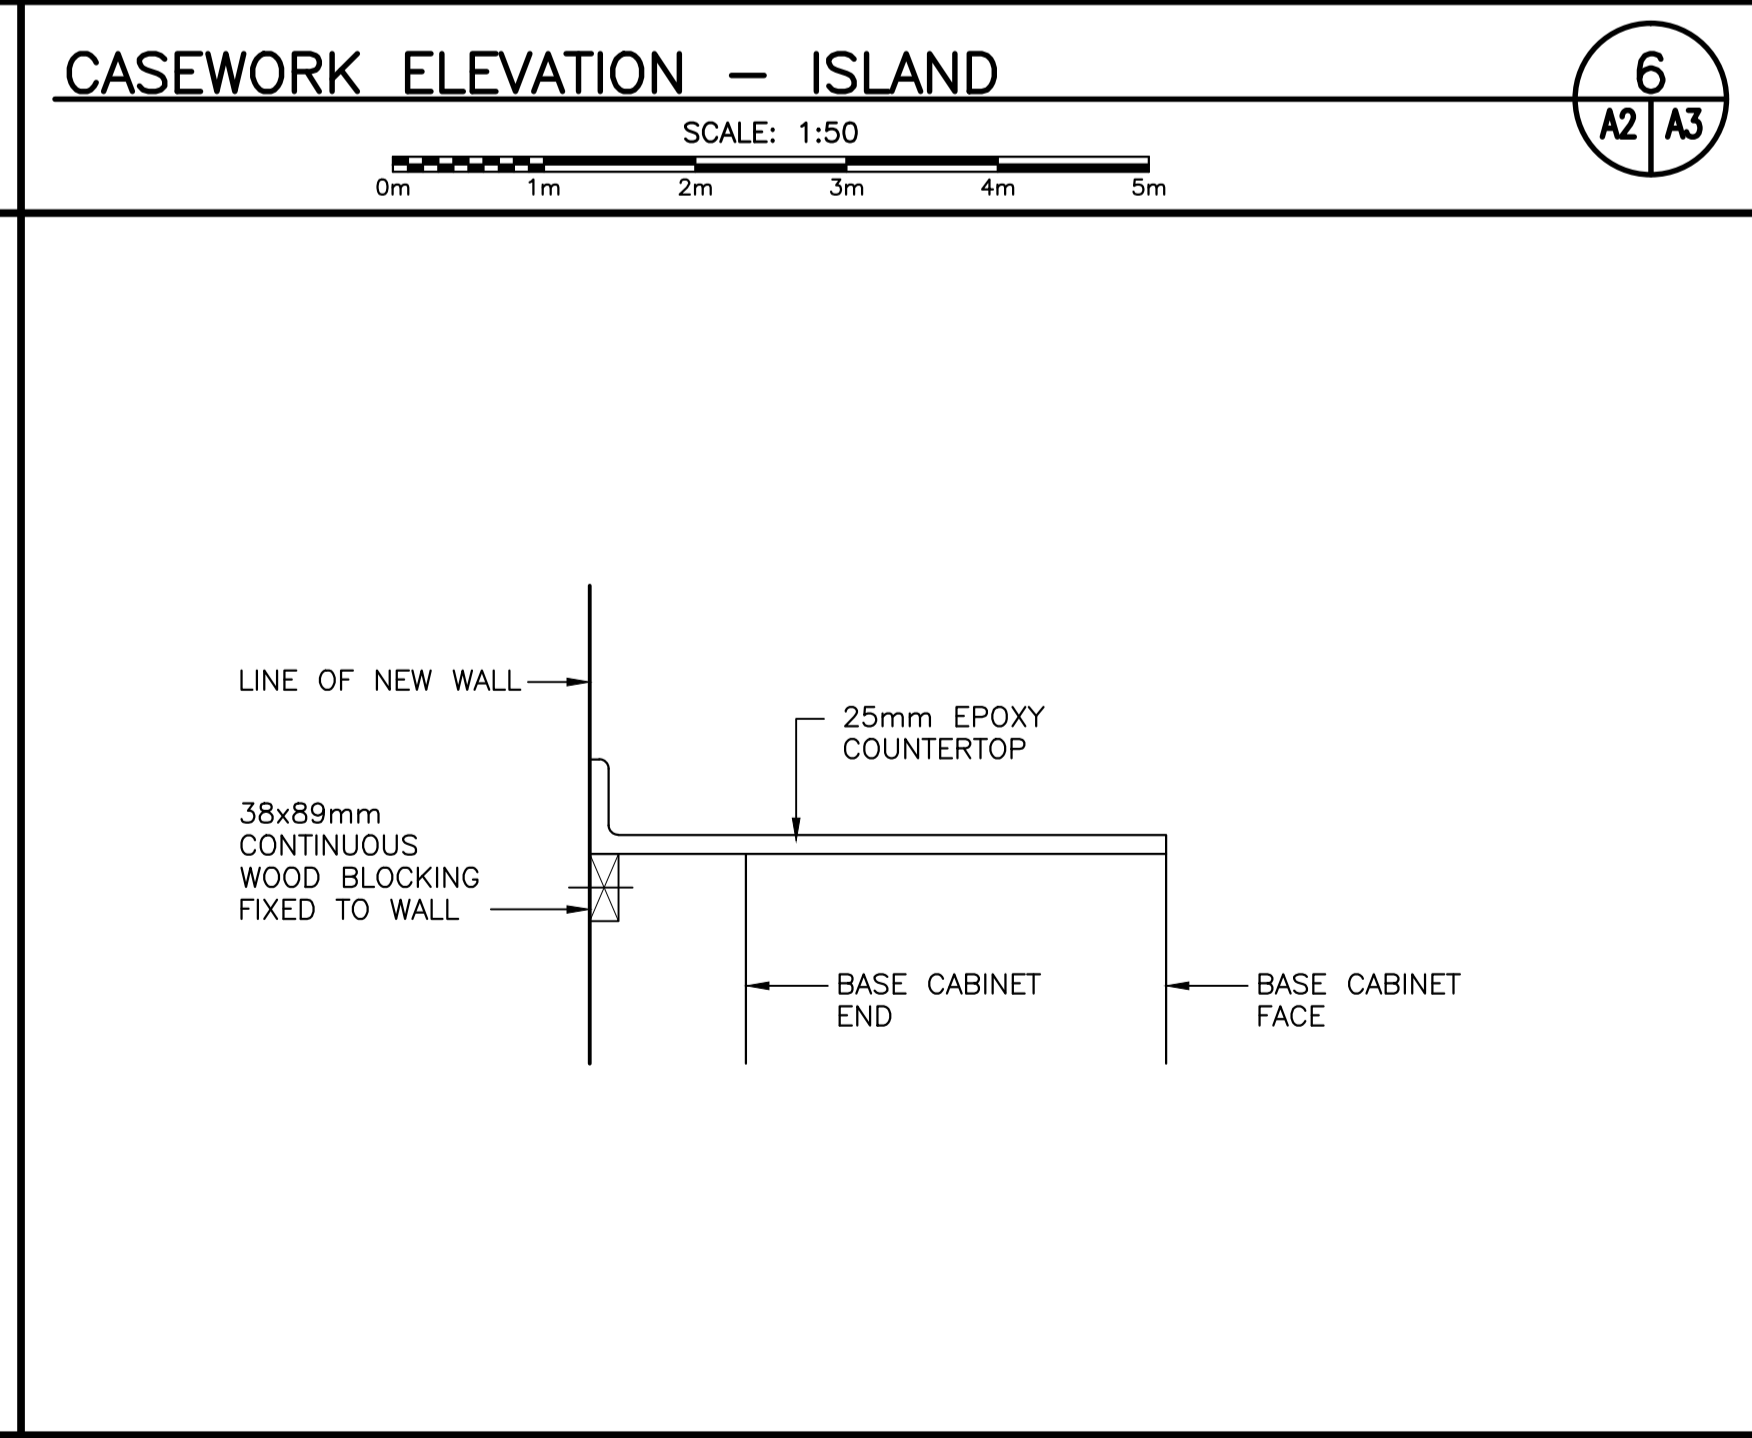 CASEWORK ELEVATION – ISLAND
6
A2 A3
SCALE: 1:50
0m 1m 2m 3m 4m 5m
LINE OF NEW WALL
25mm EPOXY
COUNTERTOP
38x89mm
CONTINUOUS
WOOD BLOCKING
FIXED TO WALL
BASE CABINET
END
BASE CABINET
FACE